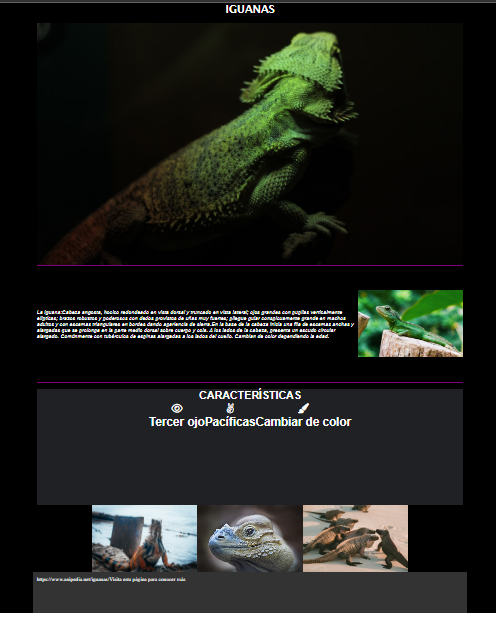 IGUANAS
La Iguana:Cabeza angosta, hocico redondeado en vista dorsal y truncado en vista lateral; ojos grandes con pupilas verticalmente
elípticas; brazos robustos y poderosos con dedos provistos de uñas muy fuertes; pliegue gular conspicuamente grande en machos
adultos y con escamas triangulares en bordes dando apariencia de sierra.En la base de la cabeza inicia una fila de escamas anchas y
alargadas que se prolonga en la parte medio dorsal sobre cuerpo y cola. A los lados de la cabeza, presenta un escudo circular
alargado. Comúnmente con tubérculos de espinas alargadas a los lados del cuello. Cambian de color dependiendo la edad.
CARACTERÍSTICAS
Tercer ojoPacíficasCambiar de color
https://www.anipedia.net/iguanas/Visita esta página para conocer más